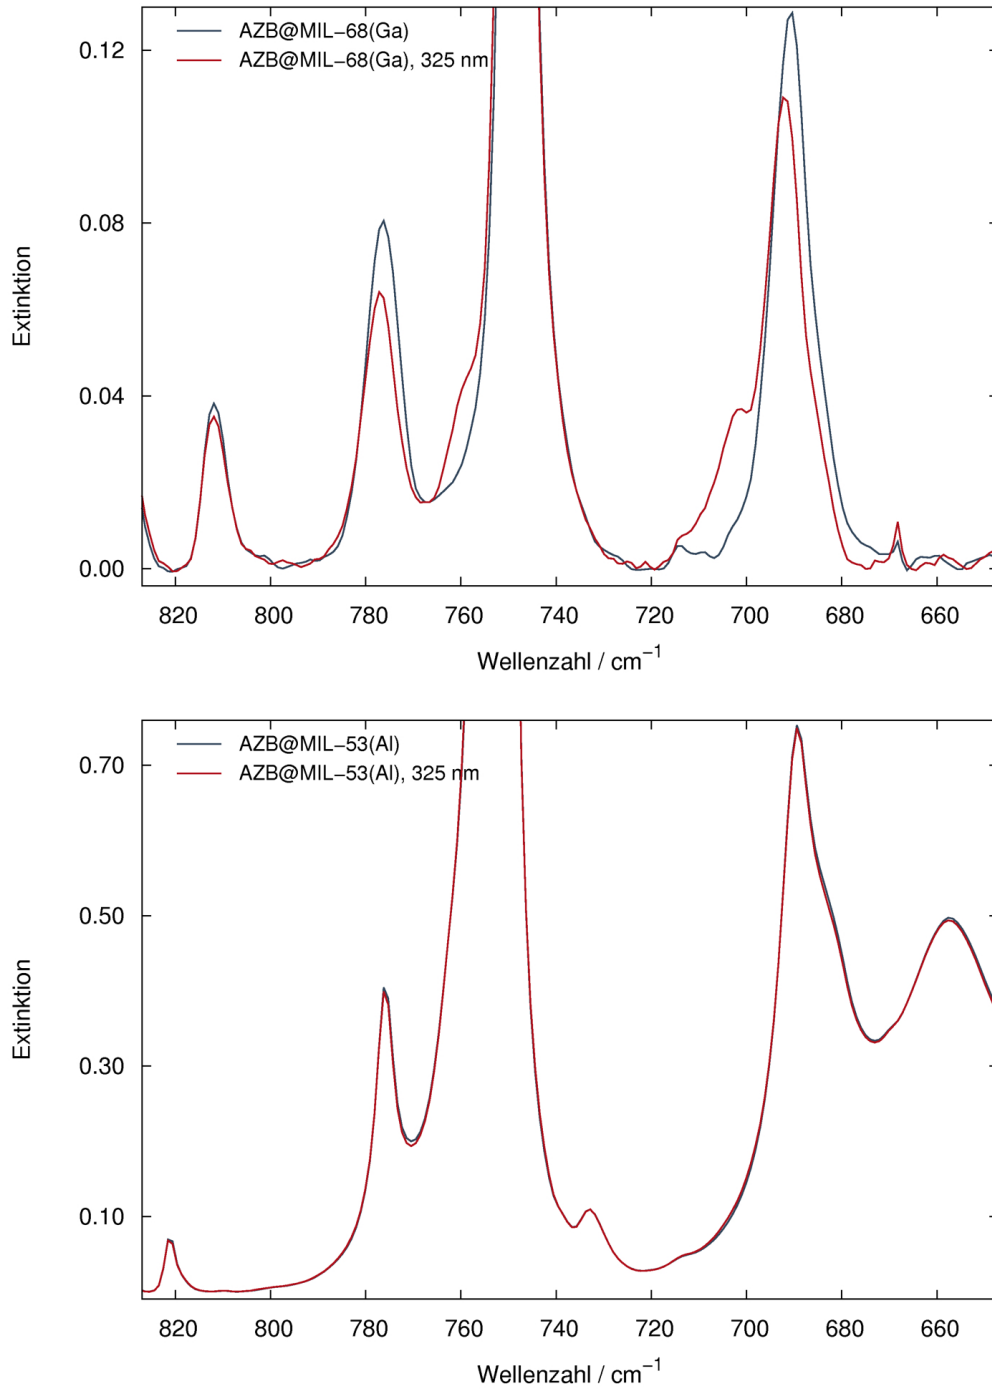 AZB@MIL−68(Ga)
AZB@MIL−68(Ga), 325 nm
0.12
0.08
0.04
0.00
Extinktion
820 800 780 760 740 720 700 680 660
Wellenzahl / cm−1
AZB@MIL−53(Al)
AZB@MIL−53(Al), 325 nm
0.70
0.50
0.30
0.10
Extinktion
820 800 780 760 740 720 700 680 660
Wellenzahl / cm−1